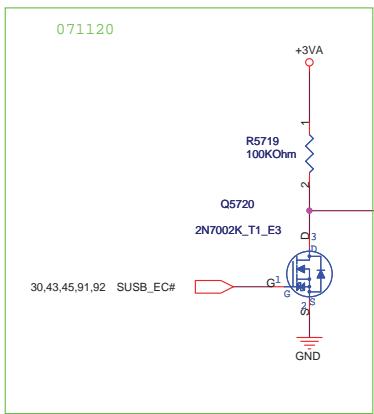 071120
+3VA
1
R5719
100KOhm
2
Q5720
2N7002K_T1_E3
D
3
D
30,43,45,91,92 SUSB_EC#
G
1
G
2
S
S
GND